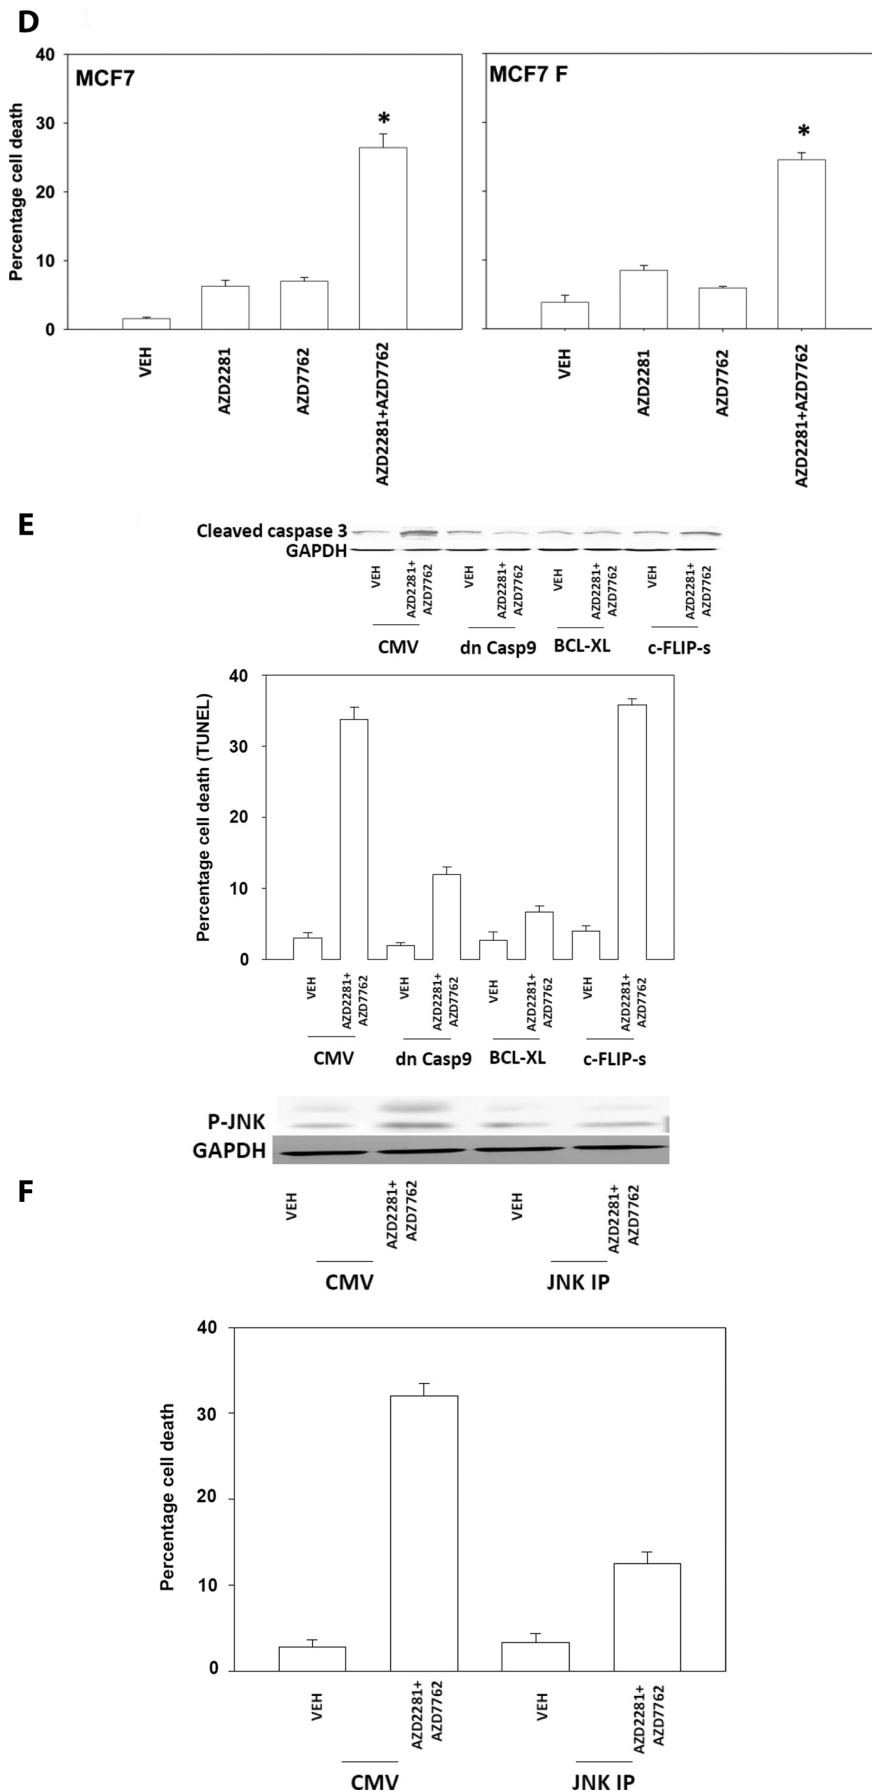 D
MCF7
MCF7 F
Percentage cell death
40
30
20
10
0
*
*
VEH
AZD2281
AZD7762
AZD2281+AZD7762
VEH
AZD2281
AZD7762
AZD2281+AZD7762
E
Cleaved caspase 3
GAPDH
VEH
AZD2281+
AZD7762
VEH
AZD2281+
AZD7762
VEH
AZD2281+
AZD7762
VEH
AZD2281+
AZD7762
CMV
dn Casp9
BCL-XL
c-FLIP-s
Percentage cell death (TUNEL)
40
30
20
10
0
VEH
AZD2281+
AZD7762
VEH
AZD2281+
AZD7762
VEH
AZD2281+
AZD7762
VEH
AZD2281+
AZD7762
CMV
dn Casp9
BCL-XL
c-FLIP-s
P-JNK
GAPDH
F
VEH
AZD2281+
AZD7762
VEH
AZD2281+
AZD7762
CMV
JNK IP
Percentage cell death
40
30
20
10
0
VEH
AZD2281+
AZD7762
VEH
AZD2281+
AZD7762
CMV
JNK IP